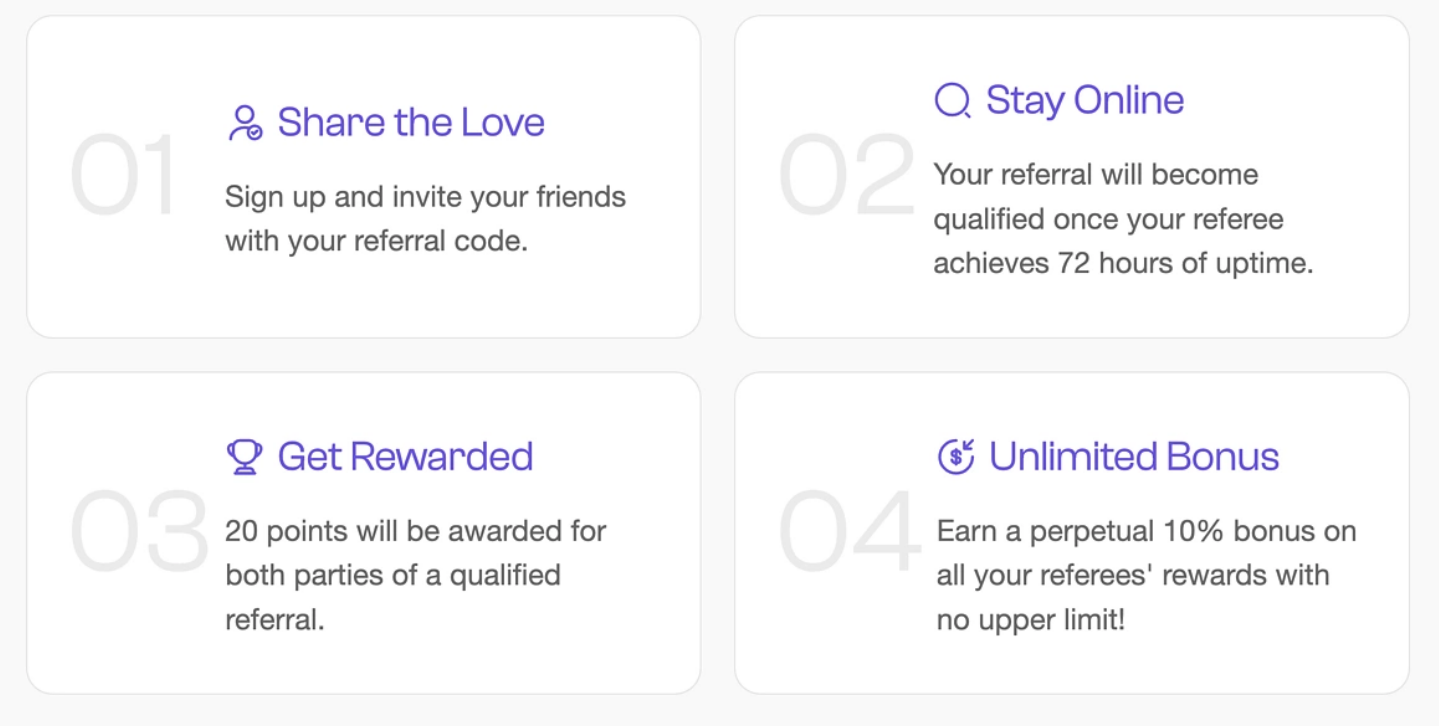 01
Share the Love
Sign up and invite your friends
with your referral code.
02
Stay Online
Your referral will become
qualified once your referee
achieves 72 hours of uptime.
03
Get Rewarded
20 points will be awarded for
both parties of a qualified
referral.
04
Unlimited Bonus
Earn a perpetual 10% bonus on
all your referees' rewards with
no upper limit!